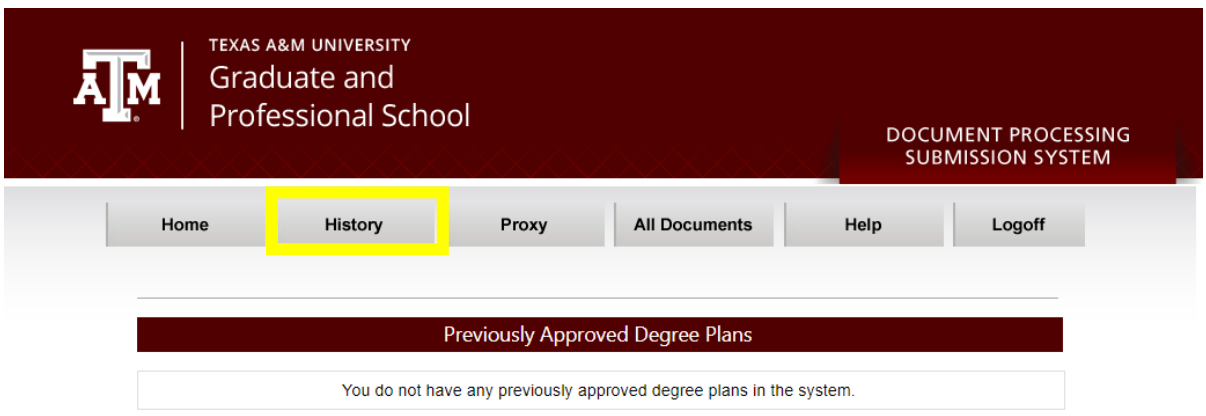 TEXAS A&M UNIVERSITY
Graduate and
Professional School
ATM
DOCUMENT PROCESSING
SUBMISSION SYSTEM
Home History Proxy All Documents Help Logoff
Previously Approved Degree Plans
You do not have any previously approved degree plans in the system.